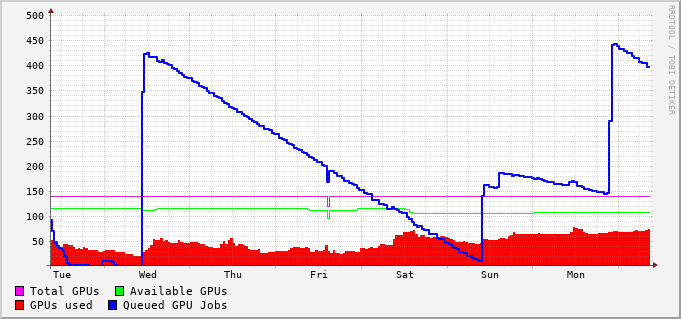 500
450
400
350
300
250
200
150
100
50
Tue Wed Thu Fri Sat Sun Mon
Total GPUs Available GPUs
GPUs used Queued GPU Jobs
RRDTOOL / TOBI OETIKER